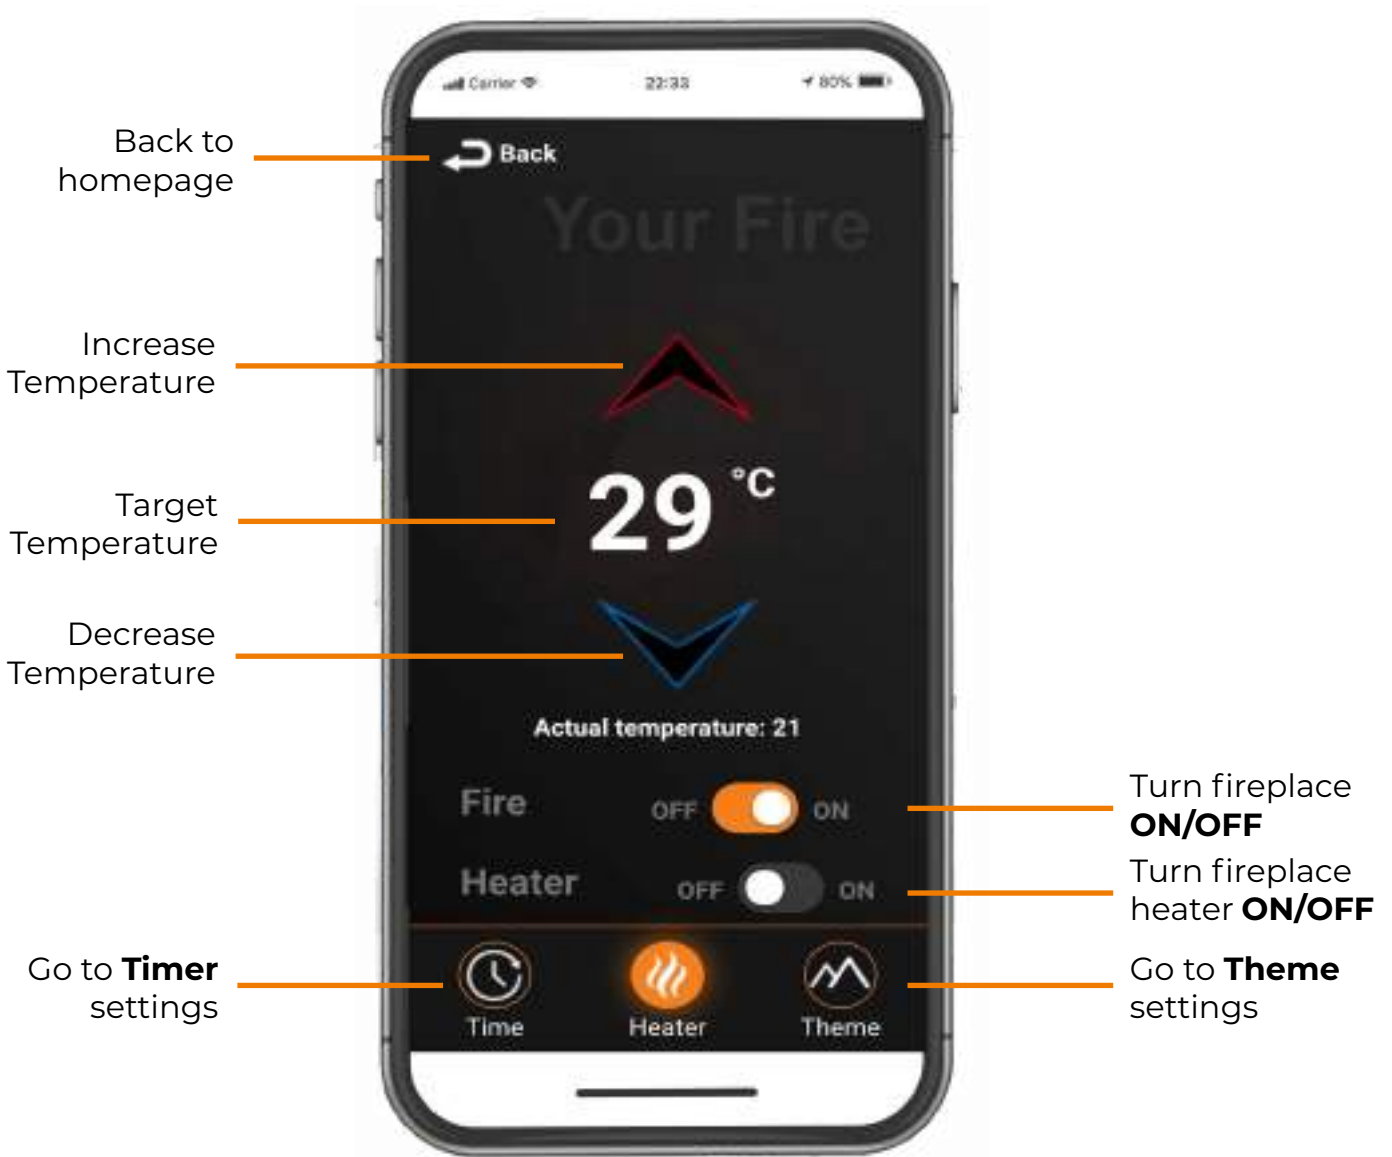 Carrier 22:33 80%
Back to
homepage
Back
Your Fire
Increase
Temperature
Target
Temperature
29 °C
Decrease
Temperature
Actual temperature: 21
Fire OFF ON
Turn fireplace
ON/OFF
Heater OFF ON
Turn fireplace
heater ON/OFF
Go to Timer
settings
Time Heater Theme
Go to Theme
settings